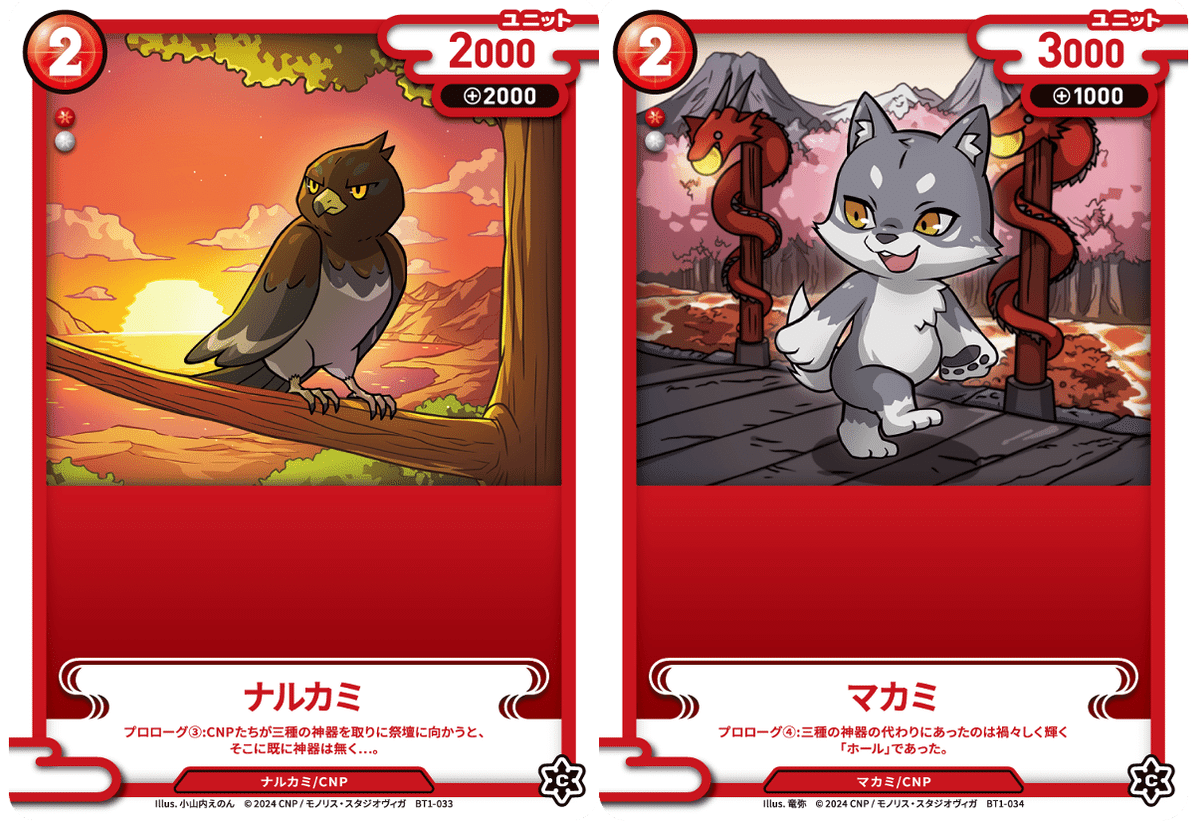 2
ユニット
2000
+2000
ナルカミ
プロローグ③:CNPたちが三種の神器を取りに祭壇に向かうと、
そこに既に神器は無く…。
ナルカミ/CNP
C
Illus. 小山内えのん ©2024 CNP / モノリス・スタジオヴィガ BT1-033
2
ユニット
3000
+1000
マカミ
プロローグ④:三種の神器の代わりにあったのは禍々しく輝く
「ホール」であった。
マカミ/CNP
C
Illus. 竜弥 ©2024 CNP / モノリス・スタジオヴィガ BT1-034